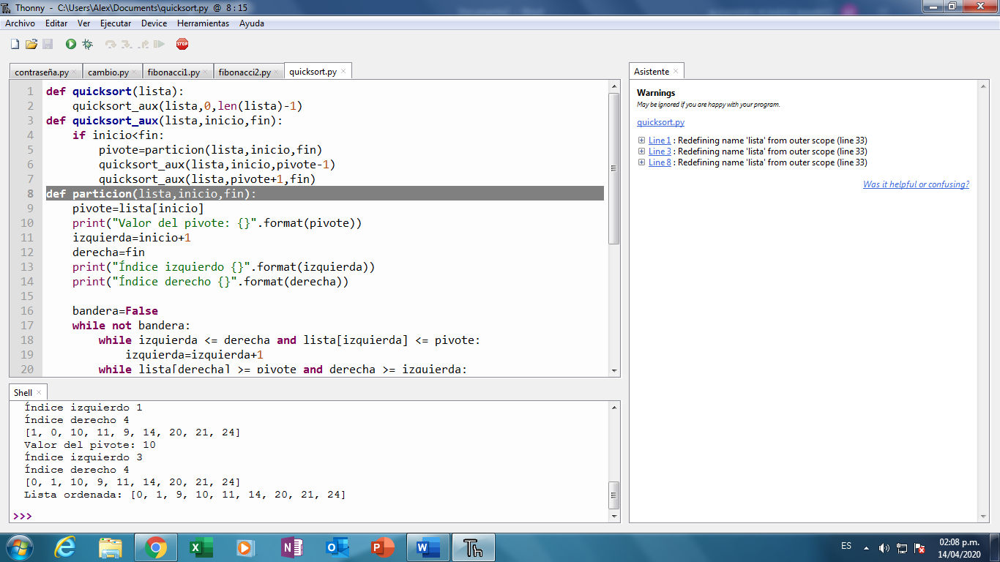 Thonny - C:\Users\Alex\Documents\quicksort.py @ 8 : 15
Archivo Editar Ver Ejecutar Device Herramientas Ayuda
STOP
contraseña.py cambio.py fibonacci1.py fibonacci2.py quicksort.py
1 def quicksort(lista):
2     quicksort_aux(lista,0,len(lista)-1)
3 def quicksort_aux(lista,inicio,fin):
4     if inicio<fin:
5         pivote=particion(lista,inicio,fin)
6         quicksort_aux(lista,inicio,pivote-1)
7         quicksort_aux(lista,pivote+1,fin)
8 def particion(lista,inicio,fin):
9     pivote=lista[inicio]
10     print("Valor del pivote: {}".format(pivote))
11     izquierda=inicio+1
12     derecha=fin
13     print("Índice izquierdo {}".format(izquierda))
14     print("Índice derecho {}".format(derecha))
15
16     bandera=False
17     while not bandera:
18         while izquierda <= derecha and lista[izquierda] <= pivote:
19             izquierda=izquierda+1
20         while lista[derecha] >= pivote and derecha >= izquierda:
Shell
Índice izquierdo 1
Índice derecho 4
[1, 0, 10, 11, 9, 14, 20, 21, 24]
Valor del pivote: 10
Índice izquierdo 3
Índice derecho 4
[0, 1, 10, 9, 11, 14, 20, 21, 24]
Lista ordenada: [0, 1, 9, 10, 11, 14, 20, 21, 24]
>>>
Asistente
Warnings
May be ignored if you are happy with your program.
quicksort.py
Line 1 : Redefining name 'lista' from outer scope (line 33)
Line 3 : Redefining name 'lista' from outer scope (line 33)
Line 8 : Redefining name 'lista' from outer scope (line 33)
Was it helpful or confusing?
ES
02:08 p.m.
14/04/2020